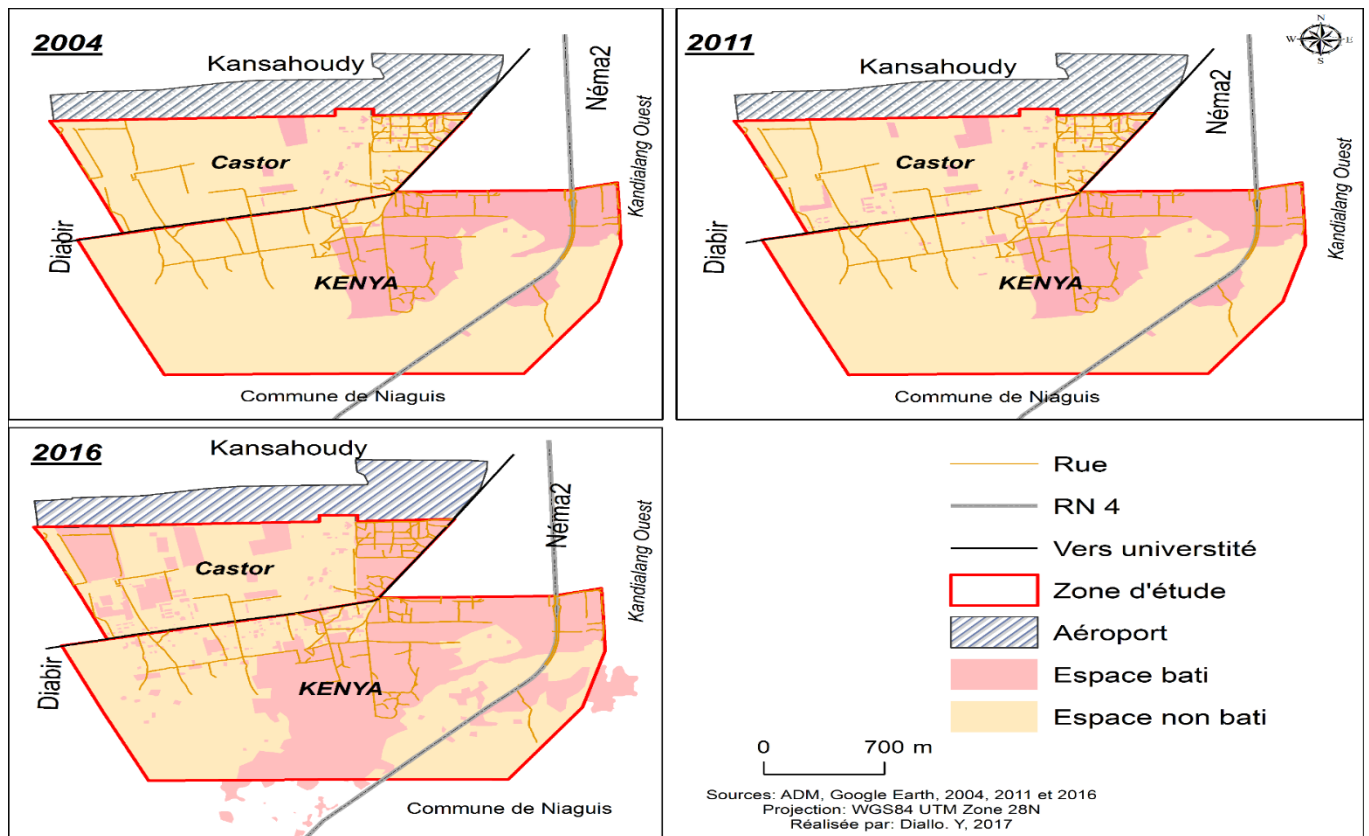 2004
Kansahoudy
Néma2
Kandialang Ouest
Castor
Diabir
KENYA
Commune de Niaguis
2011
N
W E
S
Kansahoudy
Néma2
Kandialang Ouest
Castor
Diabir
KENYA
Commune de Niaguis
2016
Kansahoudy
Néma2
Kandialang Ouest
Castor
Diabir
KENYA
Commune de Niaguis
Rue
RN 4
Vers universtité
Zone d'étude
Aéroport
Espace bati
Espace non bati
0 700 m
Sources: ADM, Google Earth, 2004, 2011 et 2016
Projection: WGS84 UTM Zone 28N
Réalisée par: Diallo. Y, 2017